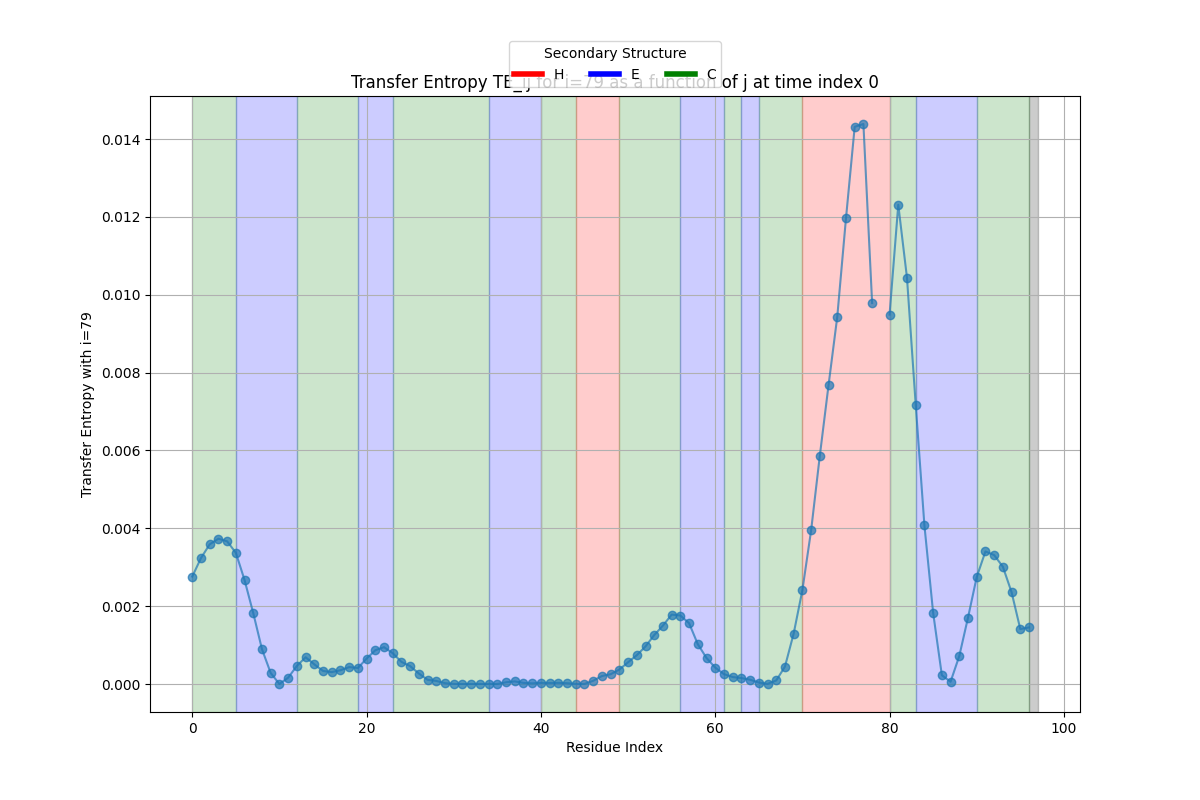 Secondary Structure
H E C
Transfer Entropy TE_ij for i=79 as a function of j at time index 0
0.014
0.012
0.010
0.008
0.006
0.004
0.002
0.000
Transfer Entropy with i=79
0 20 40 60 80 100
Residue Index